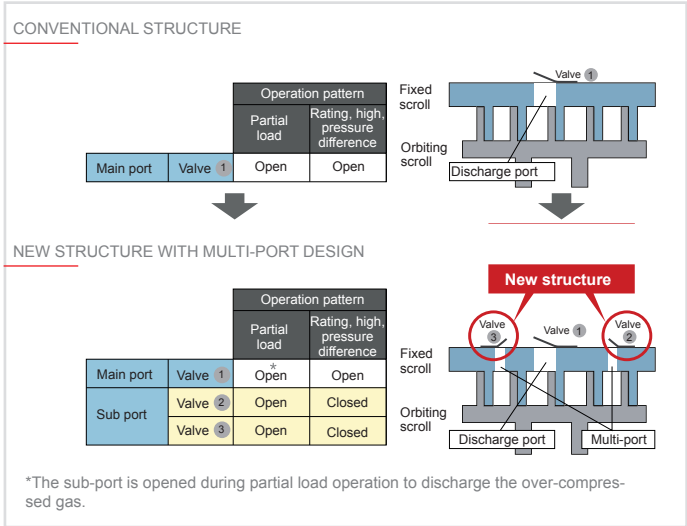 CONVENTIONAL STRUCTURE
Operation pattern
Partial load
Rating, high, pressure difference
Main port Valve 1 Open Open
Fixed scroll
Valve 1
Orbiting scroll
Discharge port
NEW STRUCTURE WITH MULTI-PORT DESIGN
Operation pattern
Partial load
Rating, high, pressure difference
Main port Valve 1 Open* Open
Sub port Valve 2 Open Closed
Valve 3 Open Closed
New structure
Valve 3
Valve 1
Valve 2
Fixed scroll
Orbiting scroll
Discharge port
Multi-port
*The sub-port is opened during partial load operation to discharge the over-compres-
sed gas.